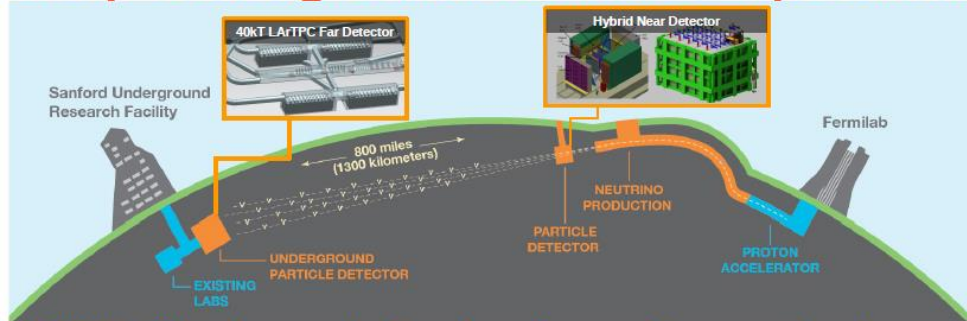 40kT LArTPC Far Detector
Hybrid Near Detector
Sanford Underground
Research Facility
Fermilab
800 miles
(1300 kilometers)
NEUTRINO
PRODUCTION
PARTICLE
DETECTOR
PROTON
ACCELERATOR
UNDERGROUND
PARTICLE DETECTOR
EXISTING
LABS